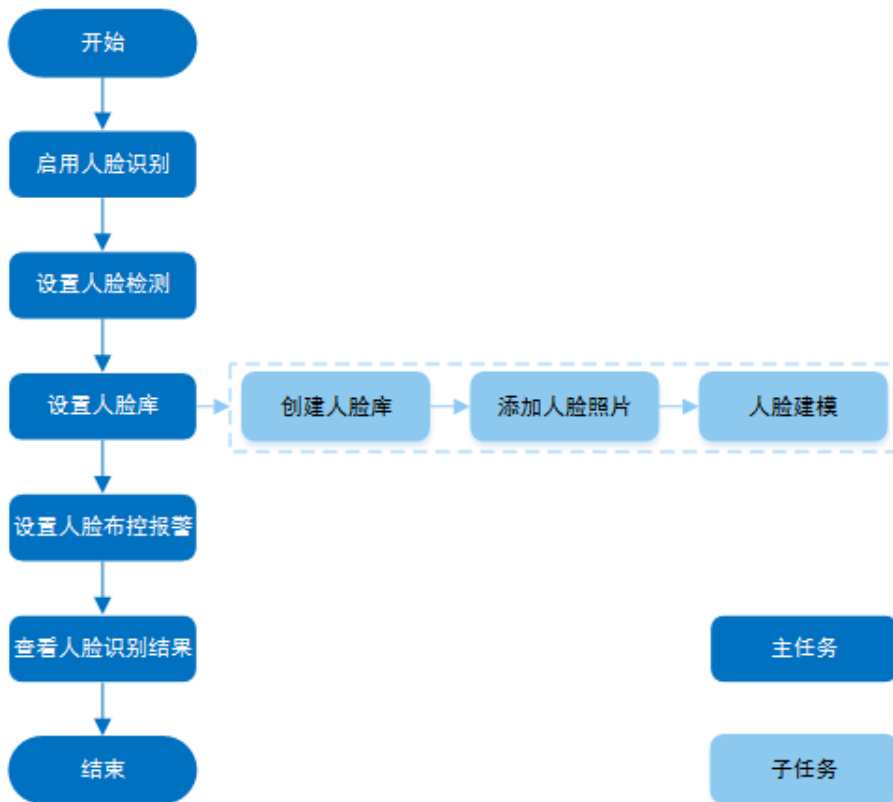 开始
启用人脸识别
设置人脸检测
设置人脸库
创建人脸库
添加人脸照片
人脸建模
设置人脸布控报警
查看人脸识别结果
主任务
结束
子任务